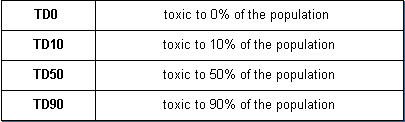 TD0 toxic to 0% of the population
TD10 toxic to 10% of the population
TD50 toxic to 50% of the population
TD90 toxic to 90% of the population